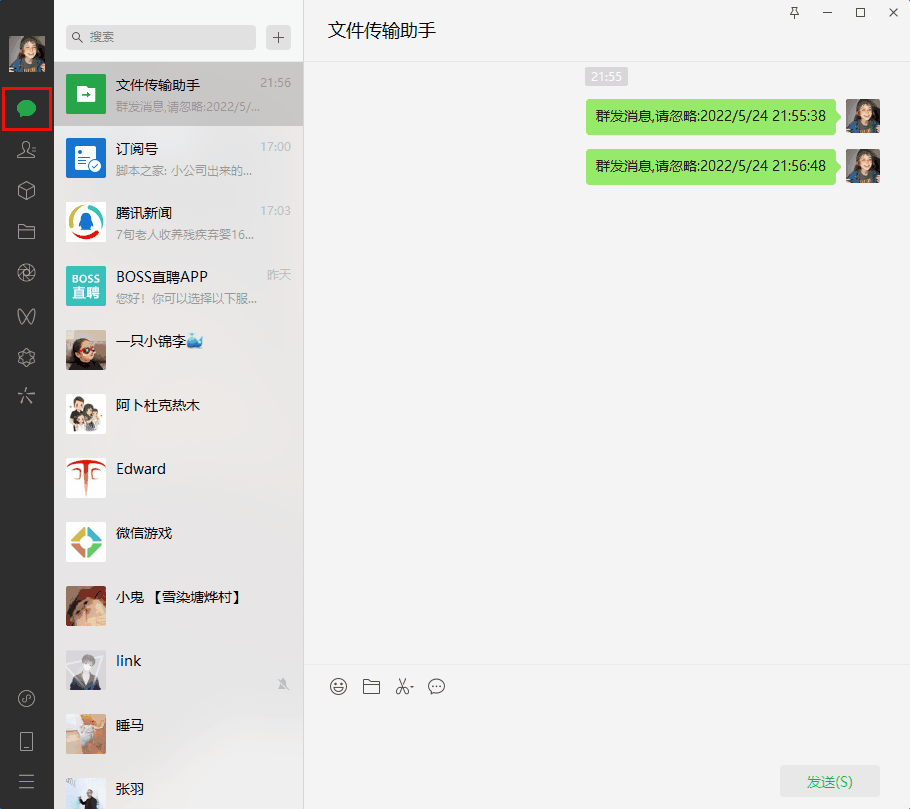 搜索
文件传输助手
21:56
群发消息,请忽略:2022/5/...
订阅号
17:00
脚本之家: 小公司出来的...
腾讯新闻
17:03
7旬老人收养残疾弃婴16...
BOSS直聘
BOSS直聘APP
昨天
您好！你可以选择以下服...
一只小锦李
阿卜杜克热木
Edward
微信游戏
小鬼 【雪染塘烨村】
link
睡马
张羽
文件传输助手
21:55
群发消息,请忽略:2022/5/24 21:55:38
群发消息,请忽略:2022/5/24 21:56:48
发送(S)